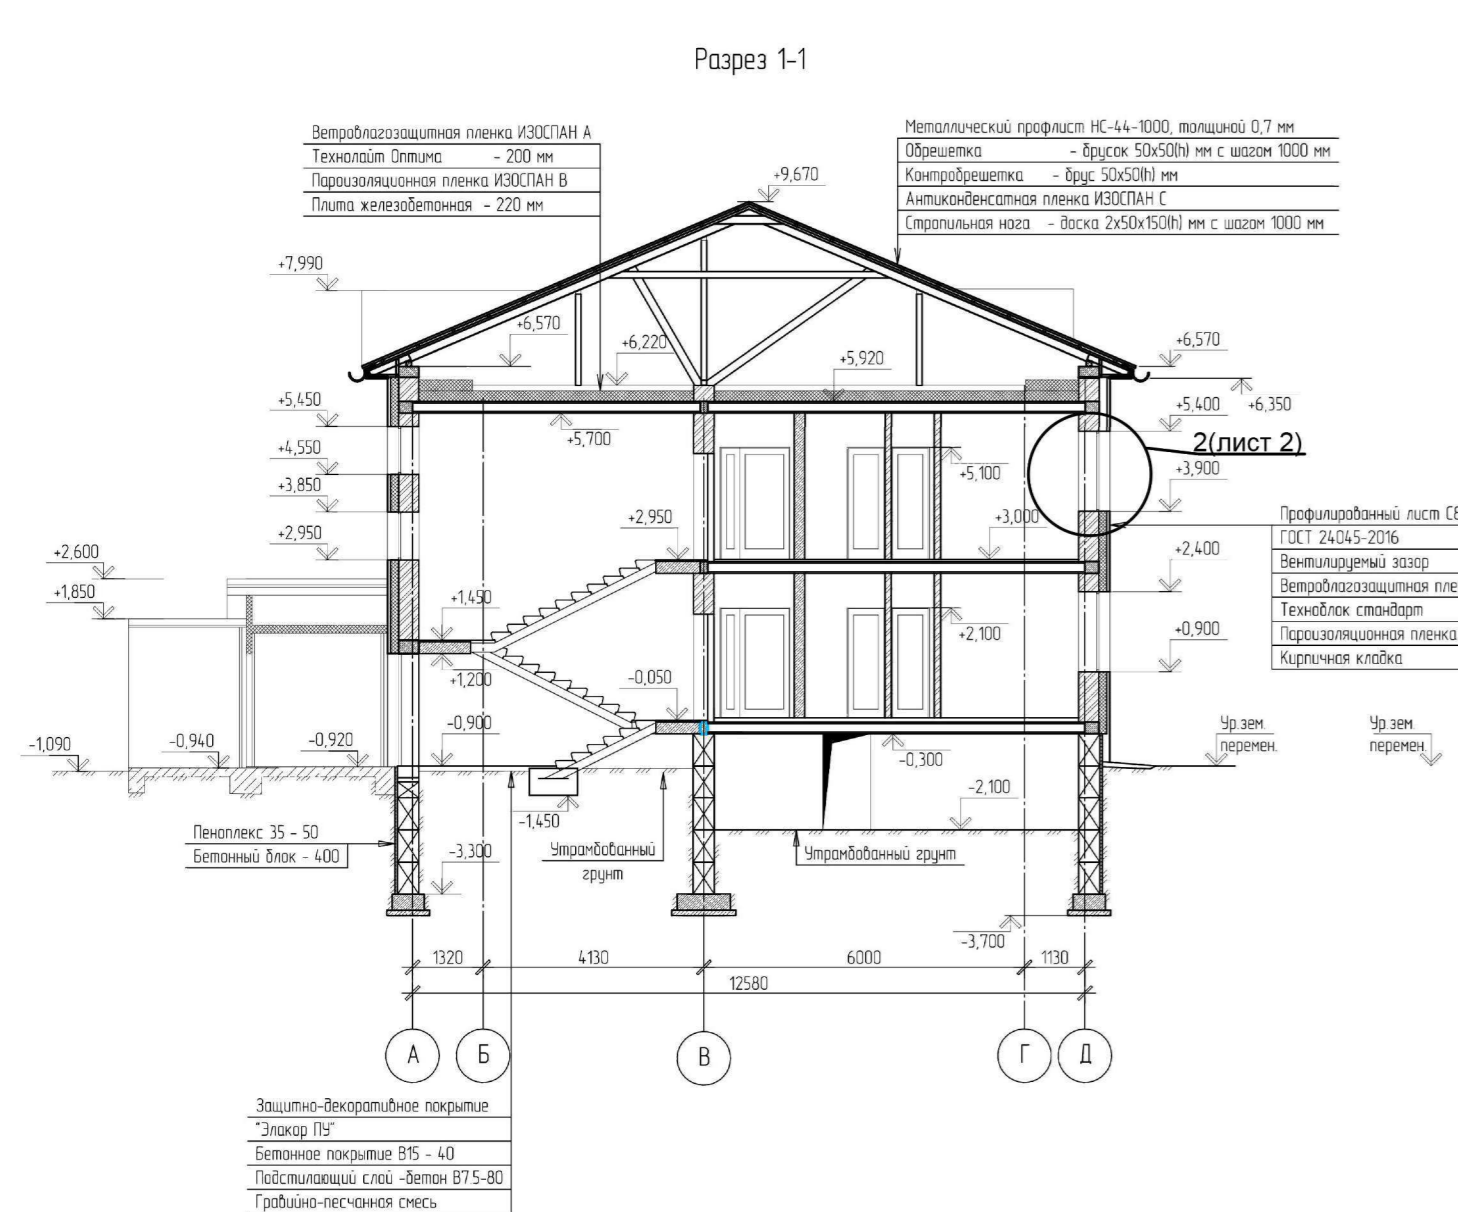 Разрез 1-1
Ветровлагозащитная пленка ИЗОСПАН А
Технолайт Оптима - 200 мм
Пароизоляционная пленка ИЗОСПАН В
Плита железобетонная - 220 мм
Металлический профлист НС-44-1000, толщиной 0,7 мм
Обрешетка - брусок 50х50(h) мм с шагом 1000 мм
Контробрешетка - брус 50х50(h) мм
Антиконденсатная пленка ИЗОСПАН С
Стропильная нога - доска 2х50х150(h) мм с шагом 1000 мм
+9,670
+7,990
+6,570
+6,220
+5,920
+6,570
+6,350
+5,450
+5,700
+5,400
+4,550
+5,100
2(лист 2)
+3,900
+3,850
+2,950
+2,950
+3,000
Профилированный лист С8
ГОСТ 24045-2016
Вентилируемый зазор
Ветровлагозащитная пле
Техноблок стандарт
Пароизоляционная пленка
Кирпичная кладка
+2,600
+1,850
+2,400
+1,450
+1,200
+2,100
+0,900
-0,050
-0,900
-1,090
-0,940
-0,920
-0,300
Ур.зем.
перемен.
Ур.зем.
перемен.
-2,100
-1,450
Пеноплекс 35 - 50
Бетонный блок - 400
-3,300
Утрамбованный
грунт
Утрамбованный грунт
-3,700
1320
4130
6000
1130
12580
А
Б
В
Г
Д
Защитно-декоративное покрытие
"Элакор ПУ"
Бетонное покрытие В15 - 40
Подстилающий слой -бетон В7.5-80
Гравийно-песчанная смесь